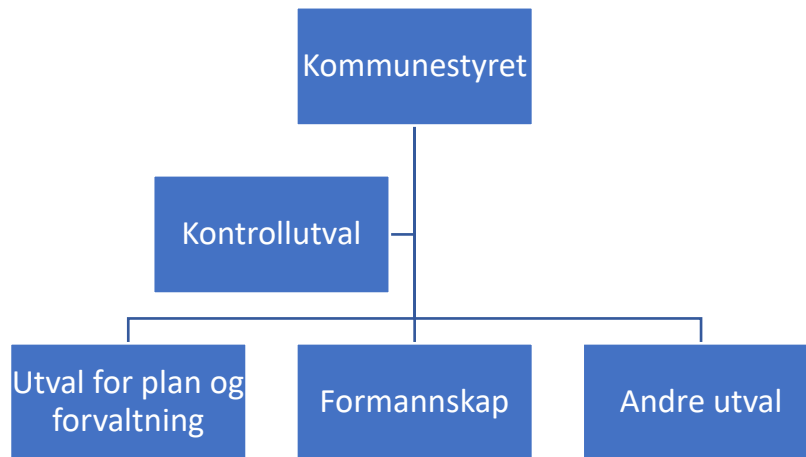 Kommunestyret
Kontrollutval
Utval for plan og
forvaltning
Formannskap
Andre utval